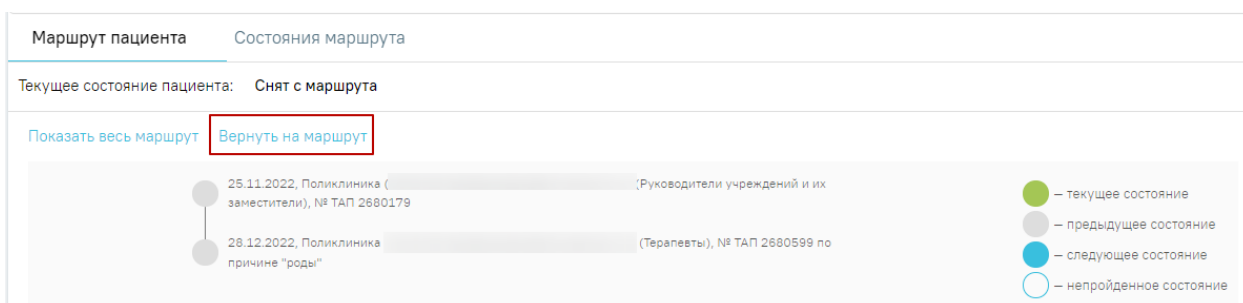 Маршрут пациента Состояния маршрута
Текущее состояние пациента: Снят с маршрута
Показать весь маршрут Вернуть на маршрут
25.11.2022, Поликлиника ( (Руководители учреждений и их
заместители), № ТАП 2680179
28.12.2022, Поликлиника (Терапевты), № ТАП 2680599 по
причине "роды"
– текущее состояние
– предыдущее состояние
– следующее состояние
– непройденное состояние